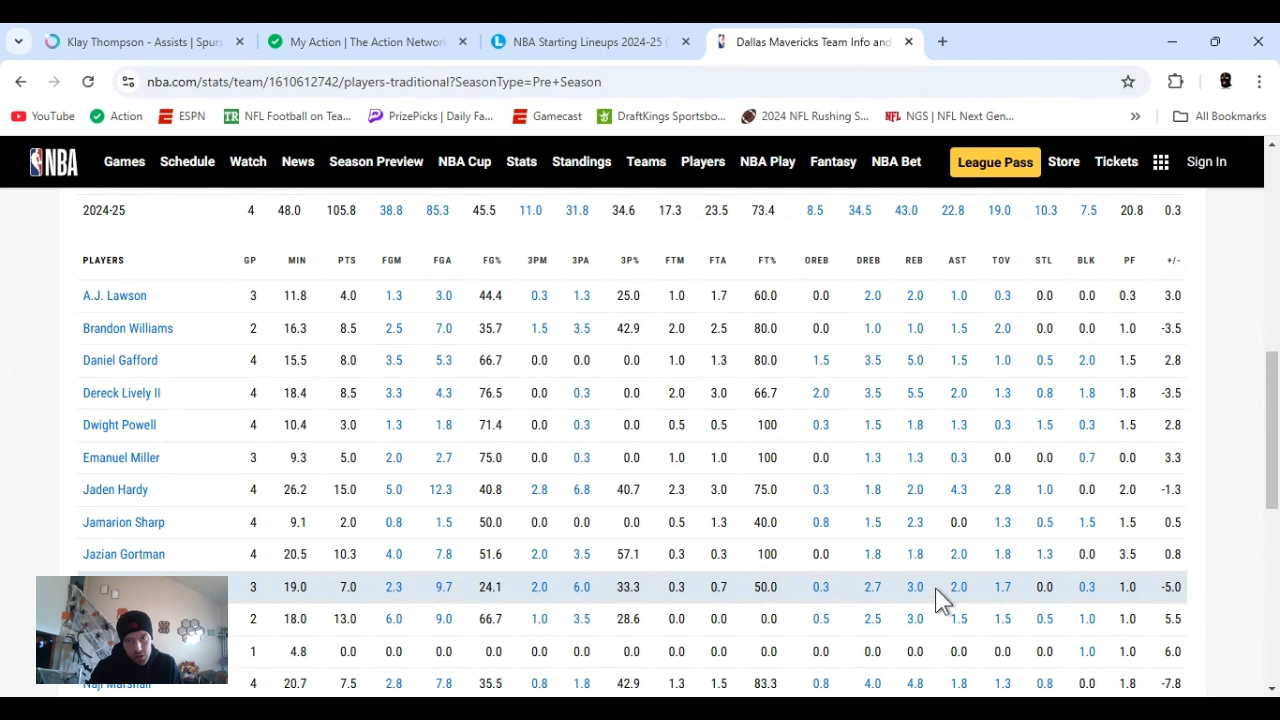 Klay Thompson - Assists | Spurs
My Action | The Action Network
NBA Starting Lineups 2024-25 (
Dallas Mavericks Team Info and
nba.com/stats/team/1610612742/players-traditional?SeasonType=Pre+Season
YouTube Action ESPN NFL Football on Tea... PrizePicks | Daily Fa... Gamecast DraftKings Sportsbo... 2024 NFL Rushing S... NGS | NFL Next Gen... » All Bookmarks
NBA Games Schedule Watch News Season Preview NBA Cup Stats Standings Teams Players NBA Play Fantasy NBA Bet League Pass Store Tickets Sign In
2024-25 4 48.0 105.8 38.8 85.3 45.5 11.0 31.8 34.6 17.3 23.5 73.4 8.5 34.5 43.0 22.8 19.0 10.3 7.5 20.8 0.3
PLAYERS GP MIN PTS FGM FGA FG% 3PM 3PA 3P% FTM FTA FT% OREB DREB REB AST TOV STL BLK PF +/-
A.J. Lawson 3 11.8 4.0 1.3 3.0 44.4 0.3 1.3 25.0 1.0 1.7 60.0 0.0 2.0 2.0 1.0 0.3 0.0 0.0 0.3 3.0
Brandon Williams 2 16.3 8.5 2.5 7.0 35.7 1.5 3.5 42.9 2.0 2.5 80.0 0.0 1.0 1.0 1.5 2.0 0.0 0.0 1.0 -3.5
Daniel Gafford 4 15.5 8.0 3.5 5.3 66.7 0.0 0.0 0.0 1.0 1.3 80.0 1.5 3.5 5.0 1.5 1.0 0.5 2.0 1.5 2.8
Dereck Lively II 4 18.4 8.5 3.3 4.3 76.5 0.0 0.3 0.0 2.0 3.0 66.7 2.0 3.5 5.5 2.0 1.3 0.8 1.8 1.8 -3.5
Dwight Powell 4 10.4 3.0 1.3 1.8 71.4 0.0 0.3 0.0 0.5 0.5 100 0.3 1.5 1.8 1.3 0.3 1.5 0.3 1.5 2.8
Emanuel Miller 3 9.3 5.0 2.0 2.7 75.0 0.0 0.3 0.0 1.0 1.0 100 0.0 1.3 1.3 0.3 0.0 0.0 0.7 0.0 3.3
Jaden Hardy 4 26.2 15.0 5.0 12.3 40.8 2.8 6.8 40.7 2.3 3.0 75.0 0.3 1.8 2.0 4.3 2.8 1.0 0.0 2.0 -1.3
Jamarion Sharp 4 9.1 2.0 0.8 1.5 50.0 0.0 0.0 0.0 0.5 1.3 40.0 0.8 1.5 2.3 0.0 1.3 0.5 1.5 1.5 0.5
Jazian Gortman 4 20.5 10.3 4.0 7.8 51.6 2.0 3.5 57.1 0.3 0.3 100 0.0 1.8 1.8 2.0 1.8 1.3 0.0 3.5 0.8
3 19.0 7.0 2.3 9.7 24.1 2.0 6.0 33.3 0.3 0.7 50.0 0.3 2.7 3.0 2.0 1.7 0.0 0.3 1.0 -5.0
2 18.0 13.0 6.0 9.0 66.7 1.0 3.5 28.6 0.0 0.0 0.0 0.5 2.5 3.0 1.5 1.5 0.5 1.0 1.0 5.5
1 4.8 0.0 0.0 0.0 0.0 0.0 0.0 0.0 0.0 0.0 0.0 0.0 0.0 0.0 0.0 0.0 0.0 1.0 1.0 6.0
Naji Marshall 4 20.7 7.5 2.8 7.8 35.5 0.8 1.8 42.9 1.3 1.5 83.3 0.8 4.0 4.8 1.8 1.3 0.8 0.0 1.8 -7.8